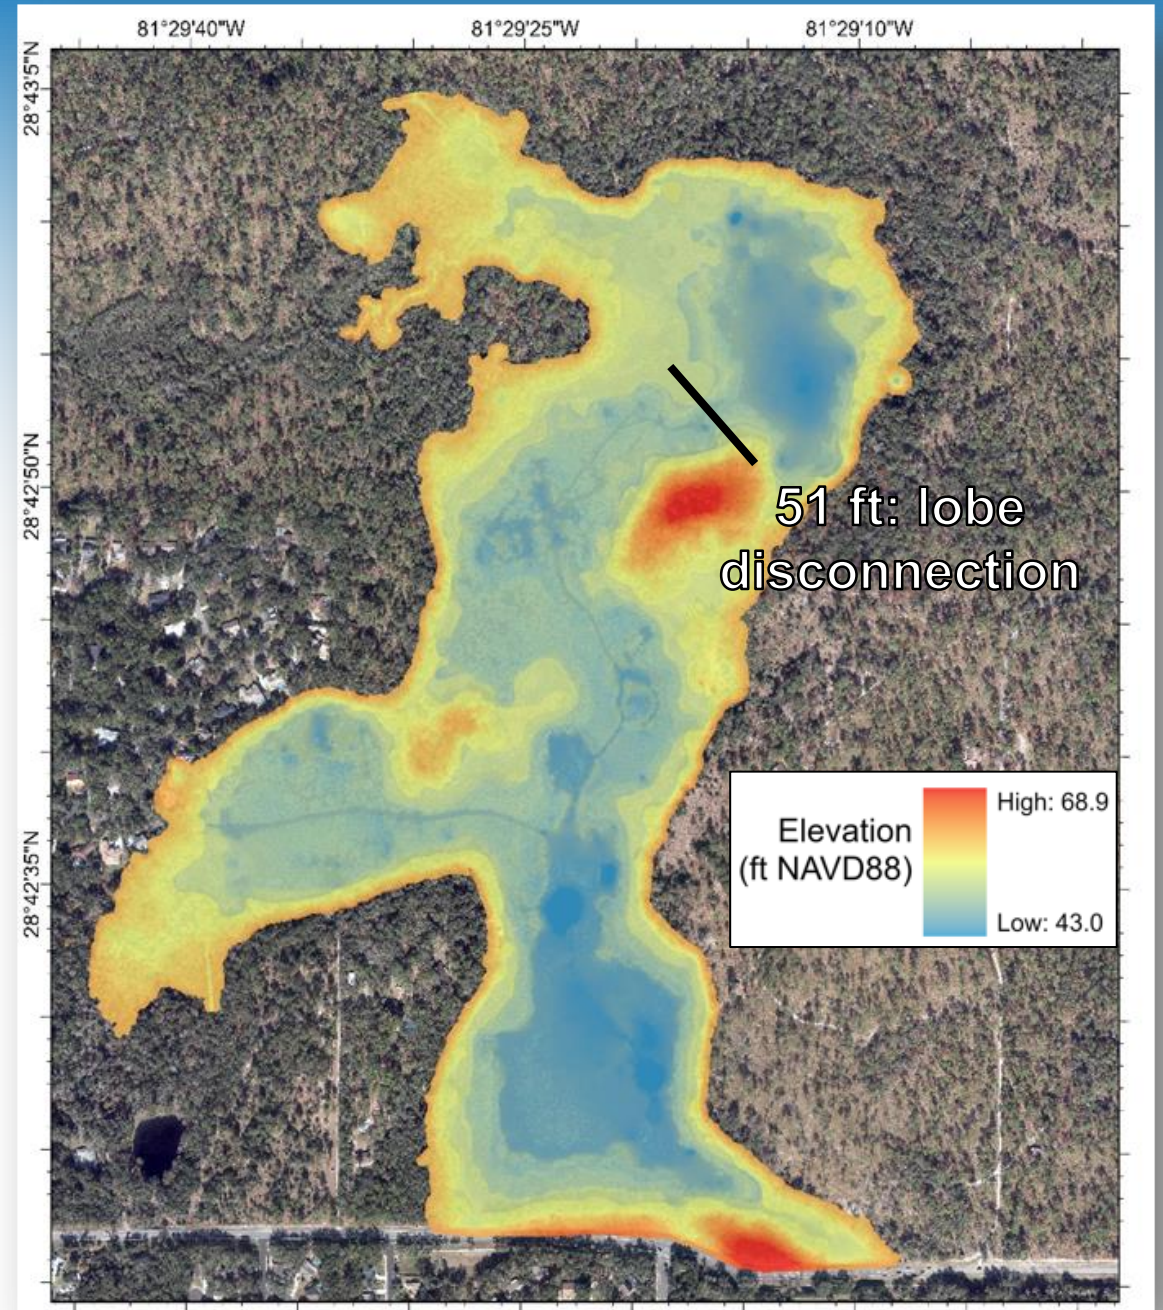 81°29'40"W
81°29'25"W
81°29'10"W
28°43'5"N
28°42'50"N
51 ft: lobe
disconnection
Elevation
(ft NAVD88)
High: 68.9
Low: 43.0
28°42'35"N